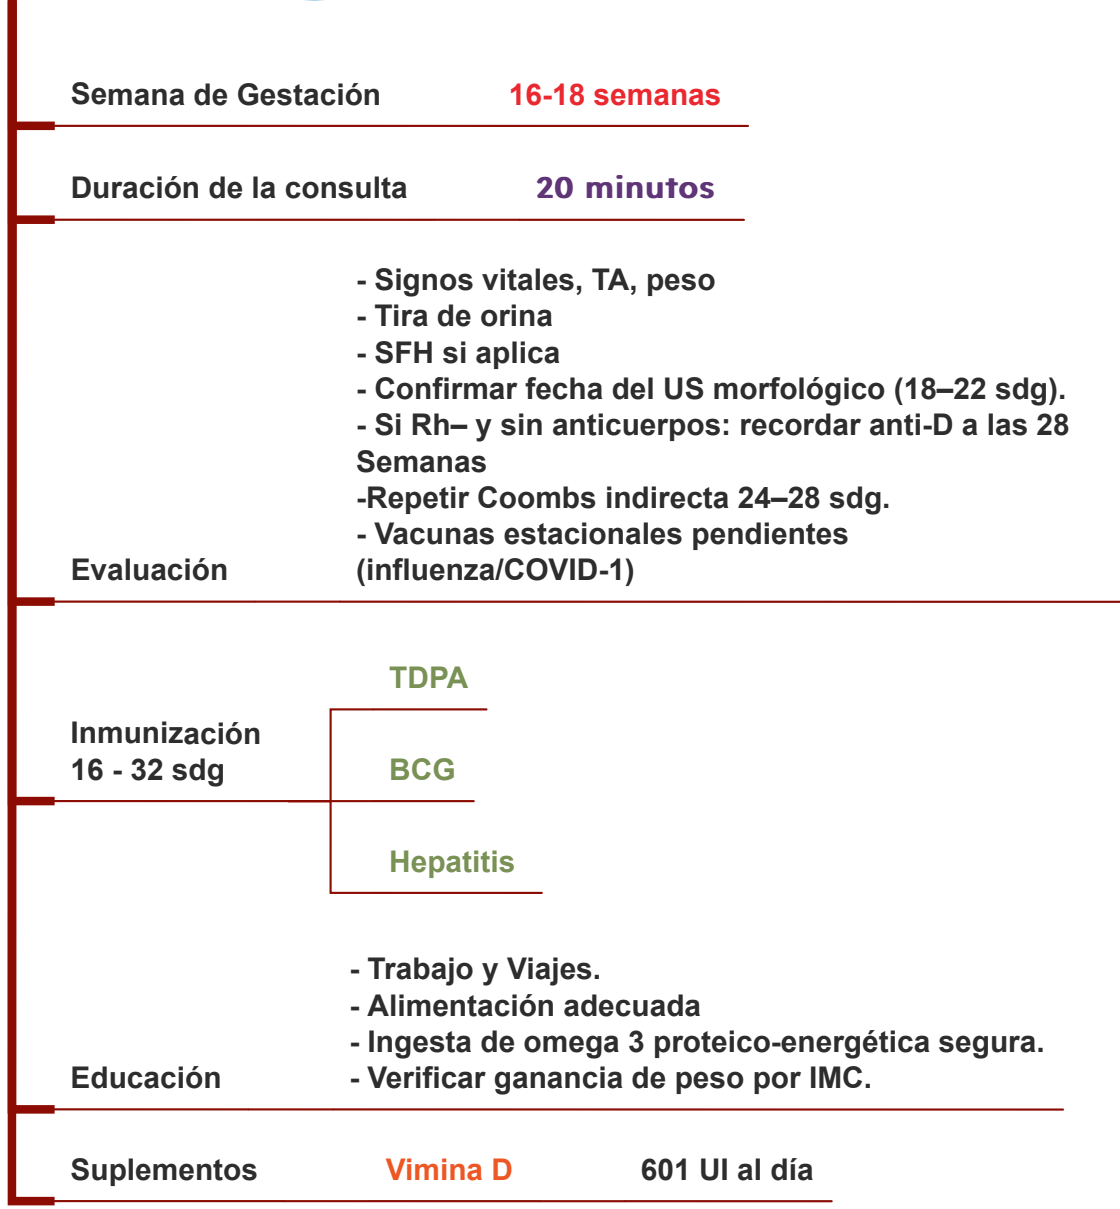 Semana de Gestación 16-18 semanas
Duración de la consulta 20 minutos
- Signos vitales, TA, peso
- Tira de orina
- SFH si aplica
- Confirmar fecha del US morfológico (18–22 sdg).
- Si Rh– y sin anticuerpos: recordar anti-D a las 28
Semanas
-Repetir Coombs indirecta 24–28 sdg.
- Vacunas estacionales pendientes
Evaluación (influenza/COVID-1)
TDPA
Inmunización
16 - 32 sdg BCG
Hepatitis
- Trabajo y Viajes.
- Alimentación adecuada
- Ingesta de omega 3 proteico-energética segura.
Educación - Verificar ganancia de peso por IMC.
Suplementos Vimina D 601 UI al día